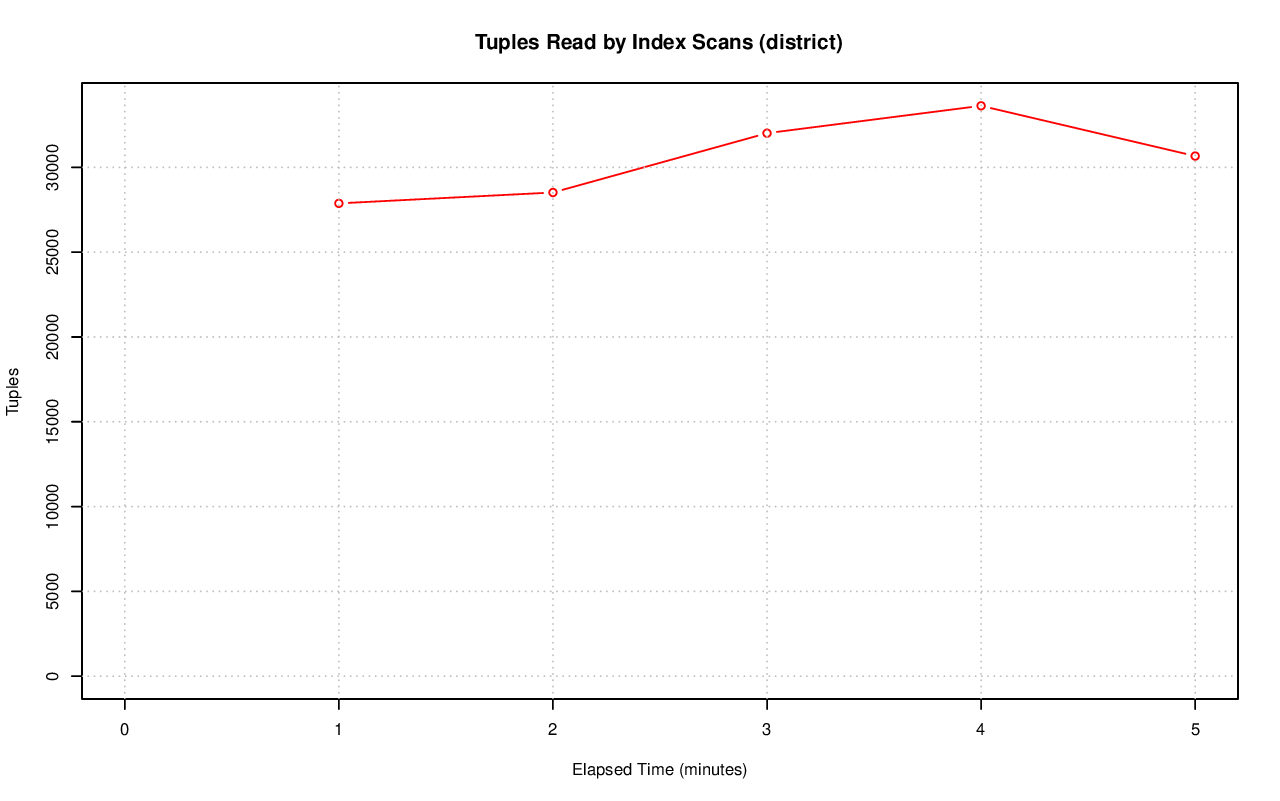 Tuples Read by Index Scans (district)
Tuples
30000
25000
20000
15000
10000
5000
0
0 1 2 3 4 5
Elapsed Time (minutes)